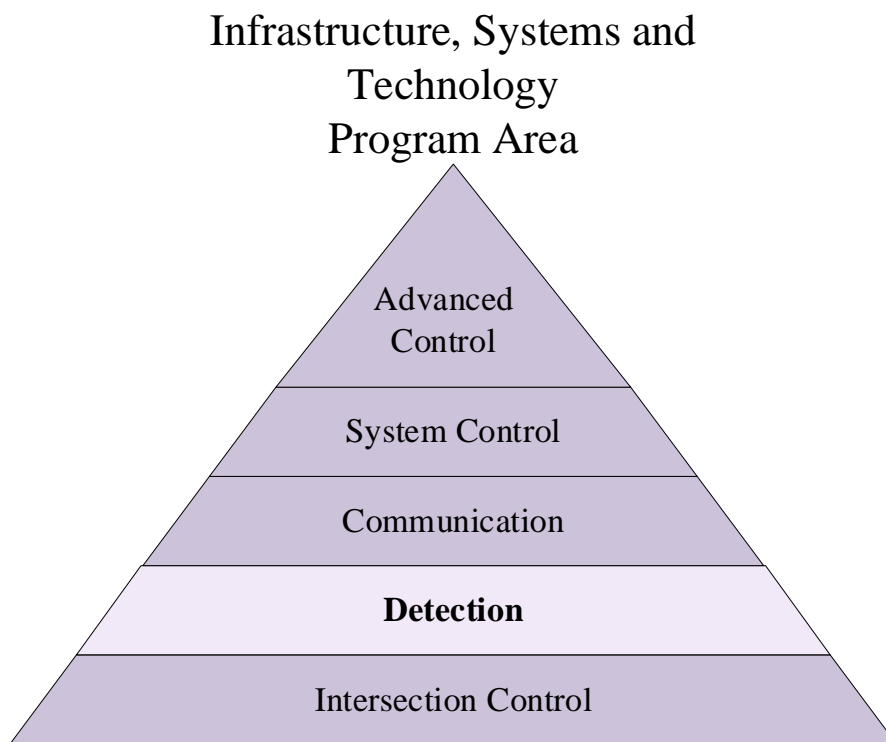 Infrastructure, Systems and
Technology
Program Area
Advanced
Control
System Control
Communication
Detection
Intersection Control